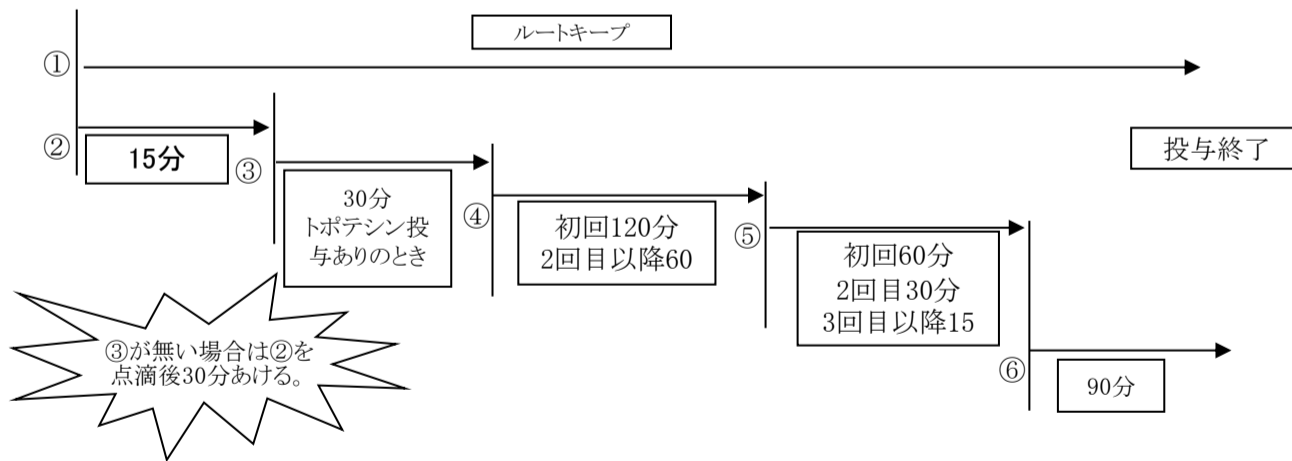 ルートキープ
①
②
15分
③
投与終了
30分
トポテシン投
与ありのとき
④
初回120分
2回目以降60
⑤
初回60分
2回目30分
3回目以降15
③が無い場合は②を
点滴後30分あける。
⑥
90分